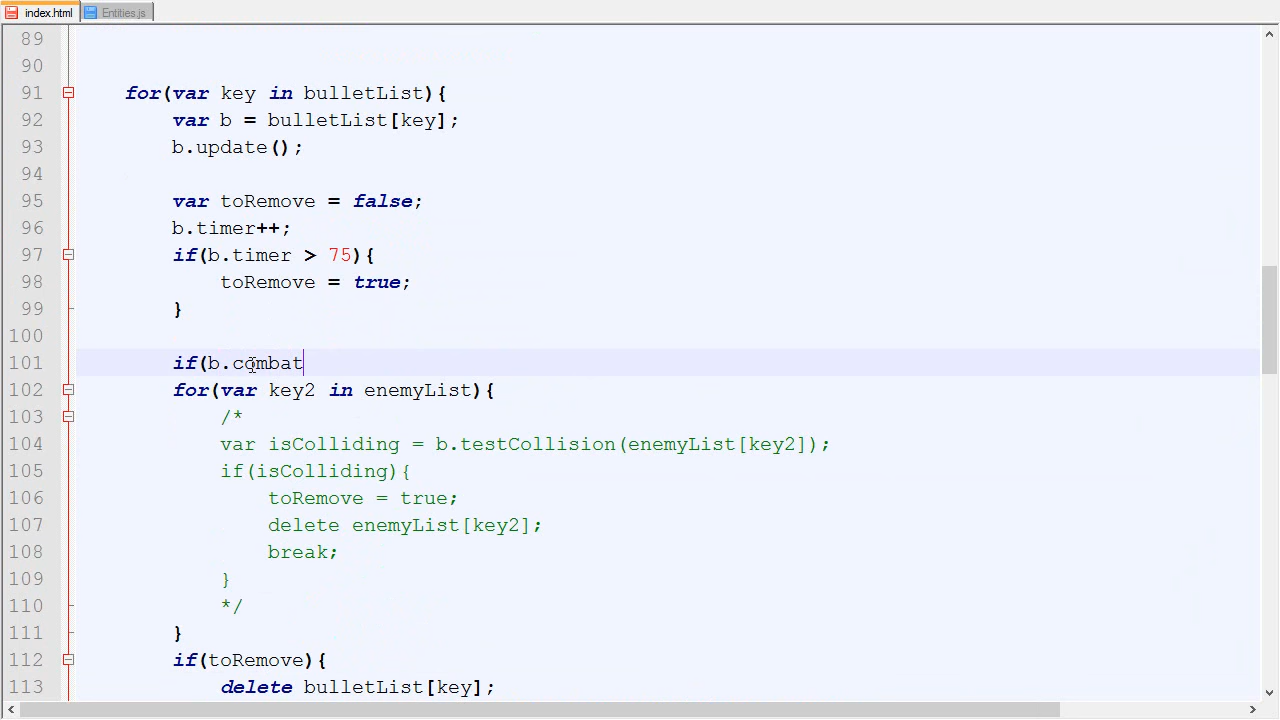 index.html Entities.js
89
90
91 for(var key in bulletList){
92 var b = bulletList[key];
93 b.update();
94
95 var toRemove = false;
96 b.timer++;
97 if(b.timer > 75){
98 toRemove = true;
99 }
100
101 if(b.combat
102 for(var key2 in enemyList){
103 /*
104 var isColliding = b.testCollision(enemyList[key2]);
105 if(isColliding){
106 toRemove = true;
107 delete enemyList[key2];
108 break;
109 }
110 */
111 }
112 if(toRemove){
113 delete bulletList[key];